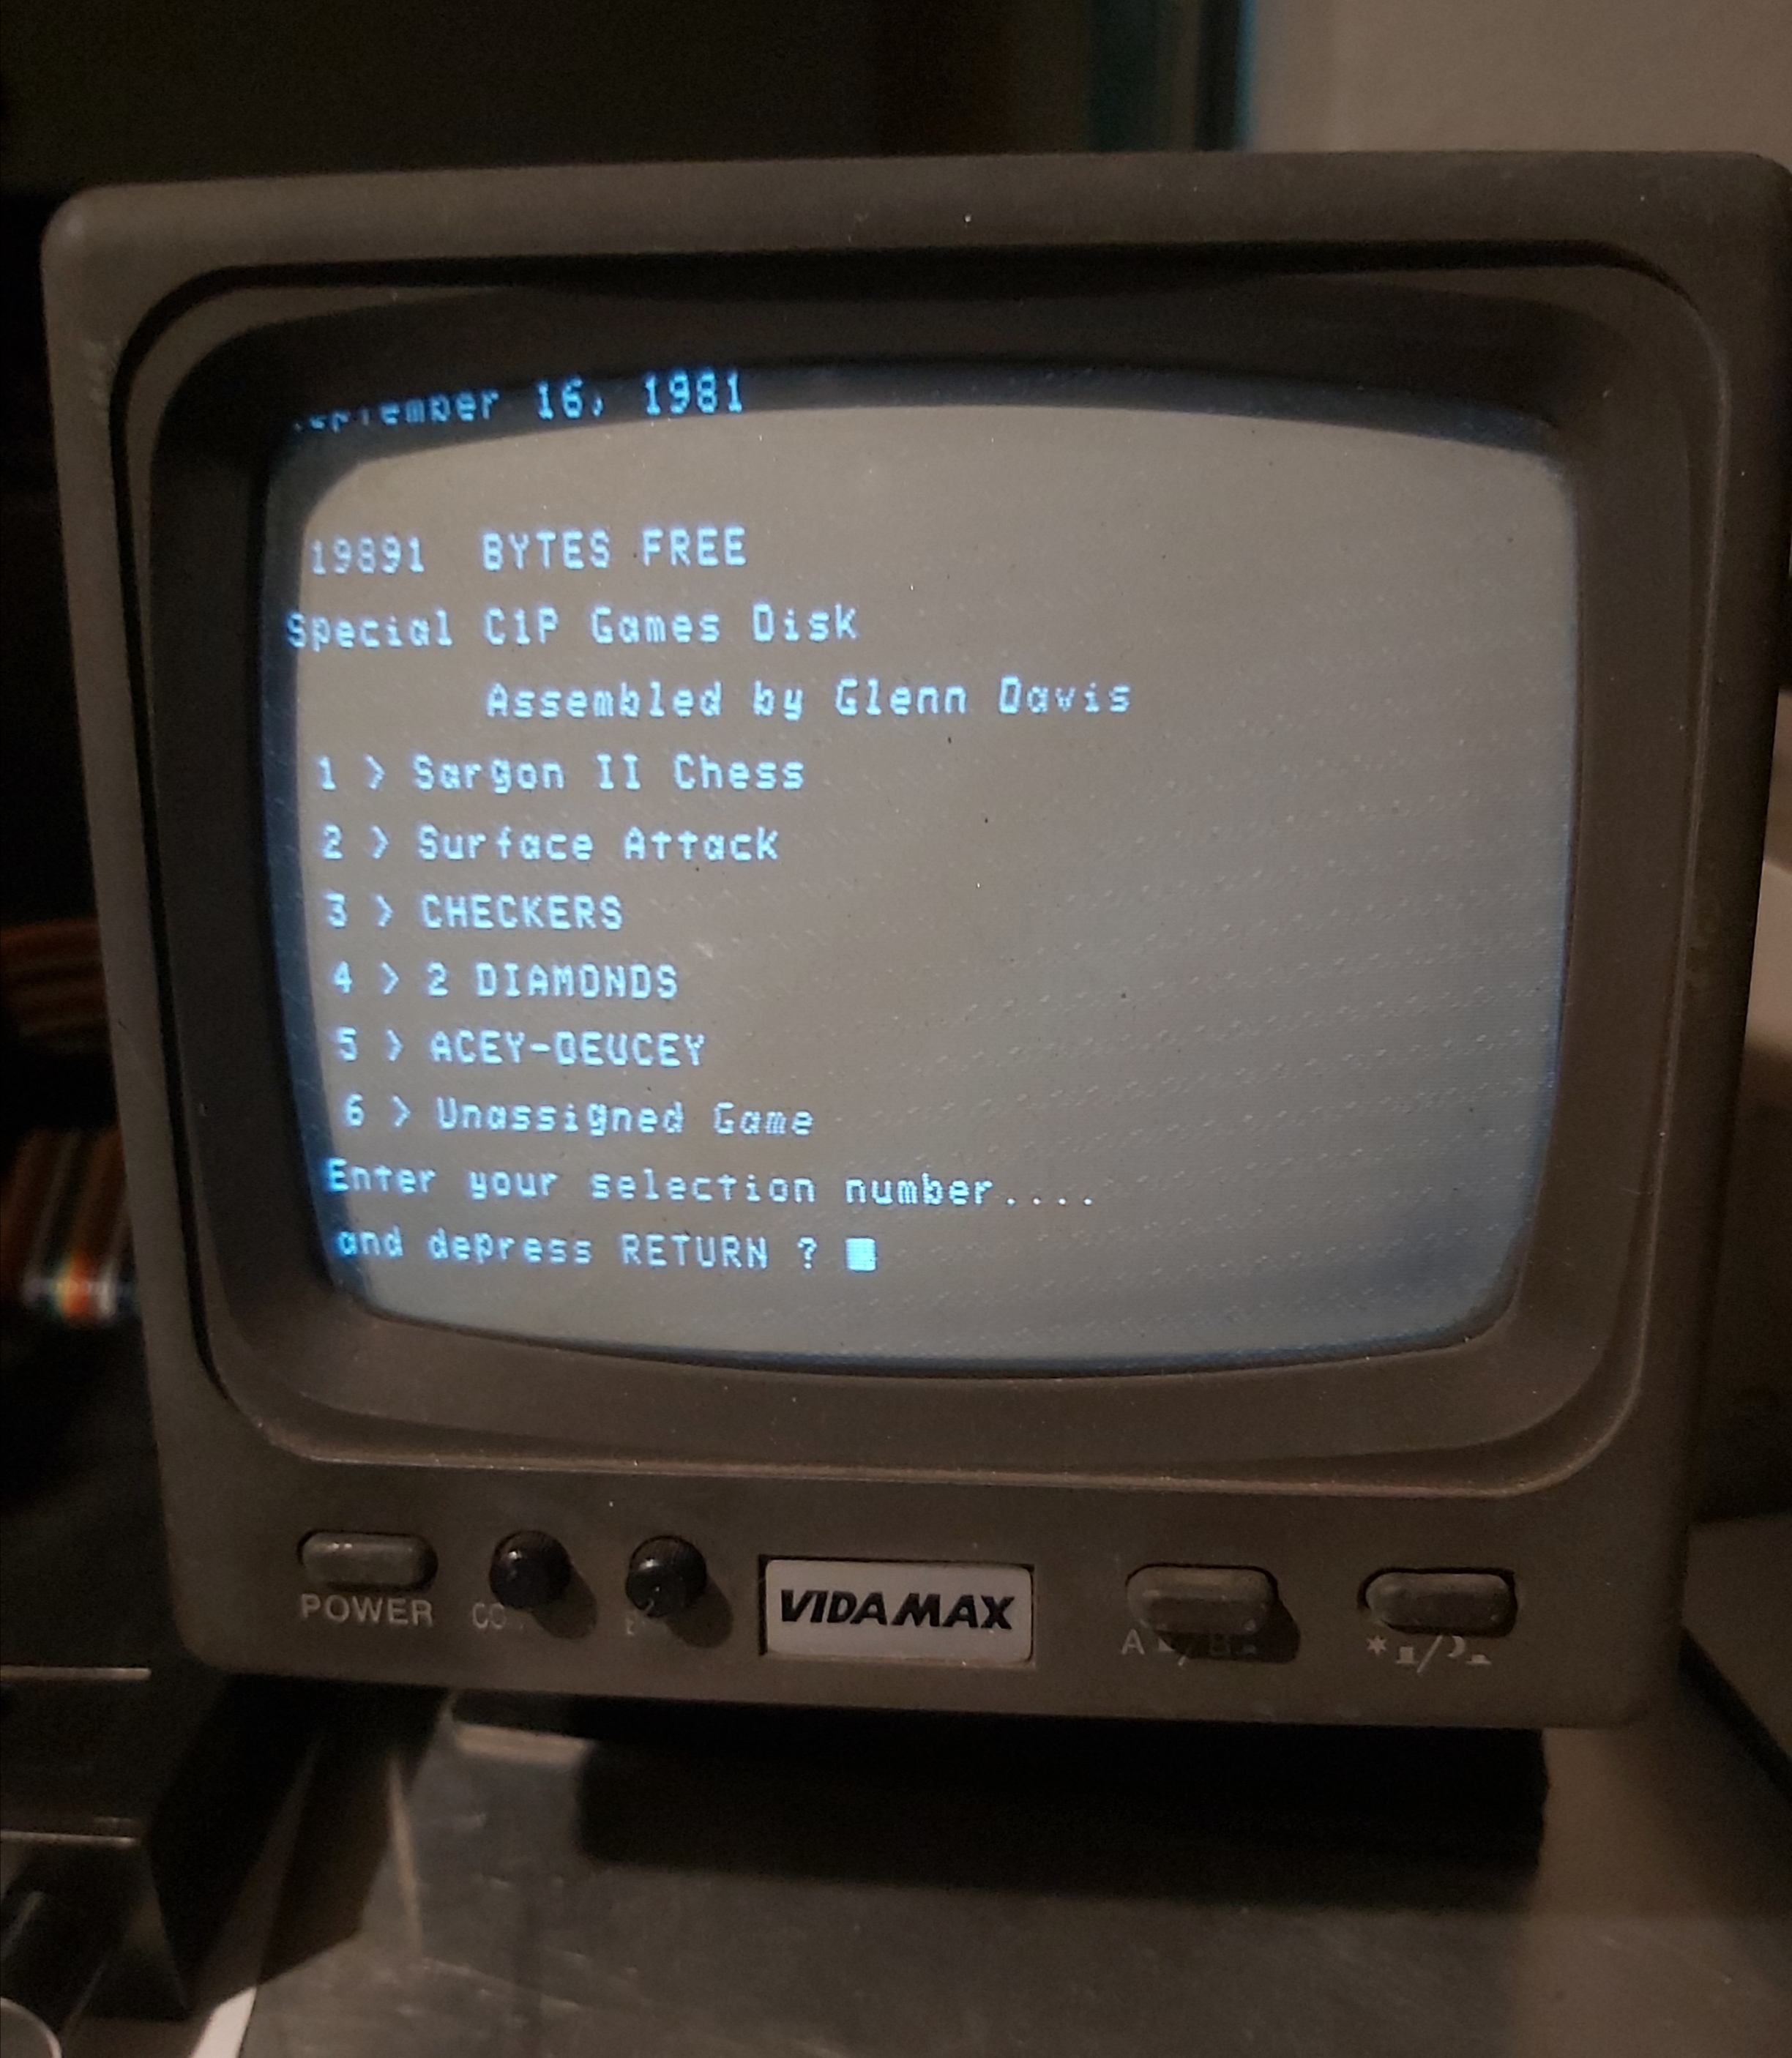 September 16, 1981
19891  BYTES FREE
Special C1P Games Disk
Assembled by Glenn Davis
1 > Sargon II Chess
2 > Surface Attack
3 > CHECKERS
4 > 2 DIAMONDS
5 > ACEY-DEUCEY
6 > Unassigned Game
Enter your selection number....
and depress RETURN ?
POWER
VIDAMAX
A